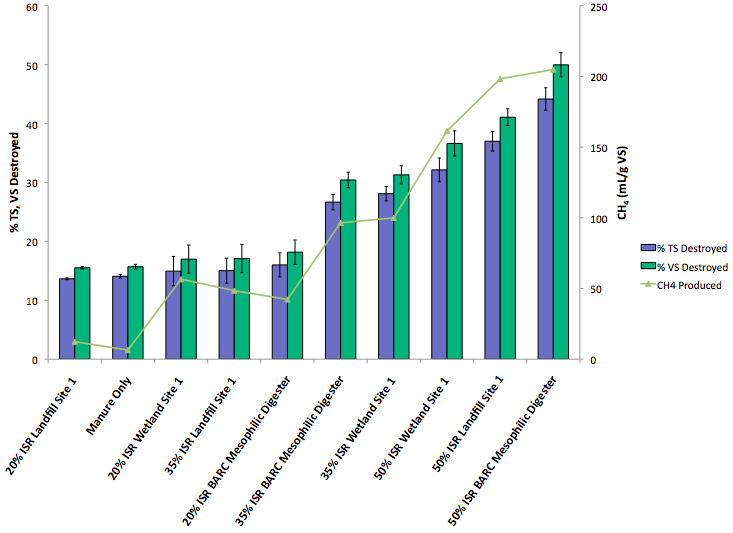 60
50
40
30
20
10
0
% TS, VS Destroyed
250
200
150
100
50
0
CH₄ (mL/g VS)
% TS Destroyed
% VS Destroyed
CH4 Produced
20% ISR Landfill Site 1
Manure Only
20% ISR Wetland Site 1
35% ISR Landfill Site 1
20% ISR BARC Mesophilic Digester
35% ISR BARC Mesophilic Digester
35% ISR Wetland Site 1
50% ISR Wetland Site 1
50% ISR Landfill Site 1
50% ISR BARC Mesophilic Digester